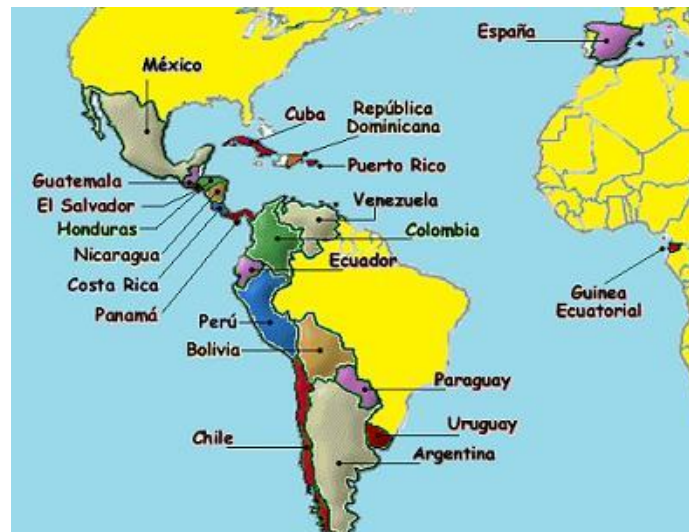 España
México
Cuba
República
Dominicana
Puerto Rico
Guatemala
El Salvador
Honduras
Nicaragua
Costa Rica
Panamá
Venezuela
Colombia
Ecuador
Guinea
Ecuatorial
Perú
Bolivia
Paraguay
Uruguay
Chile
Argentina